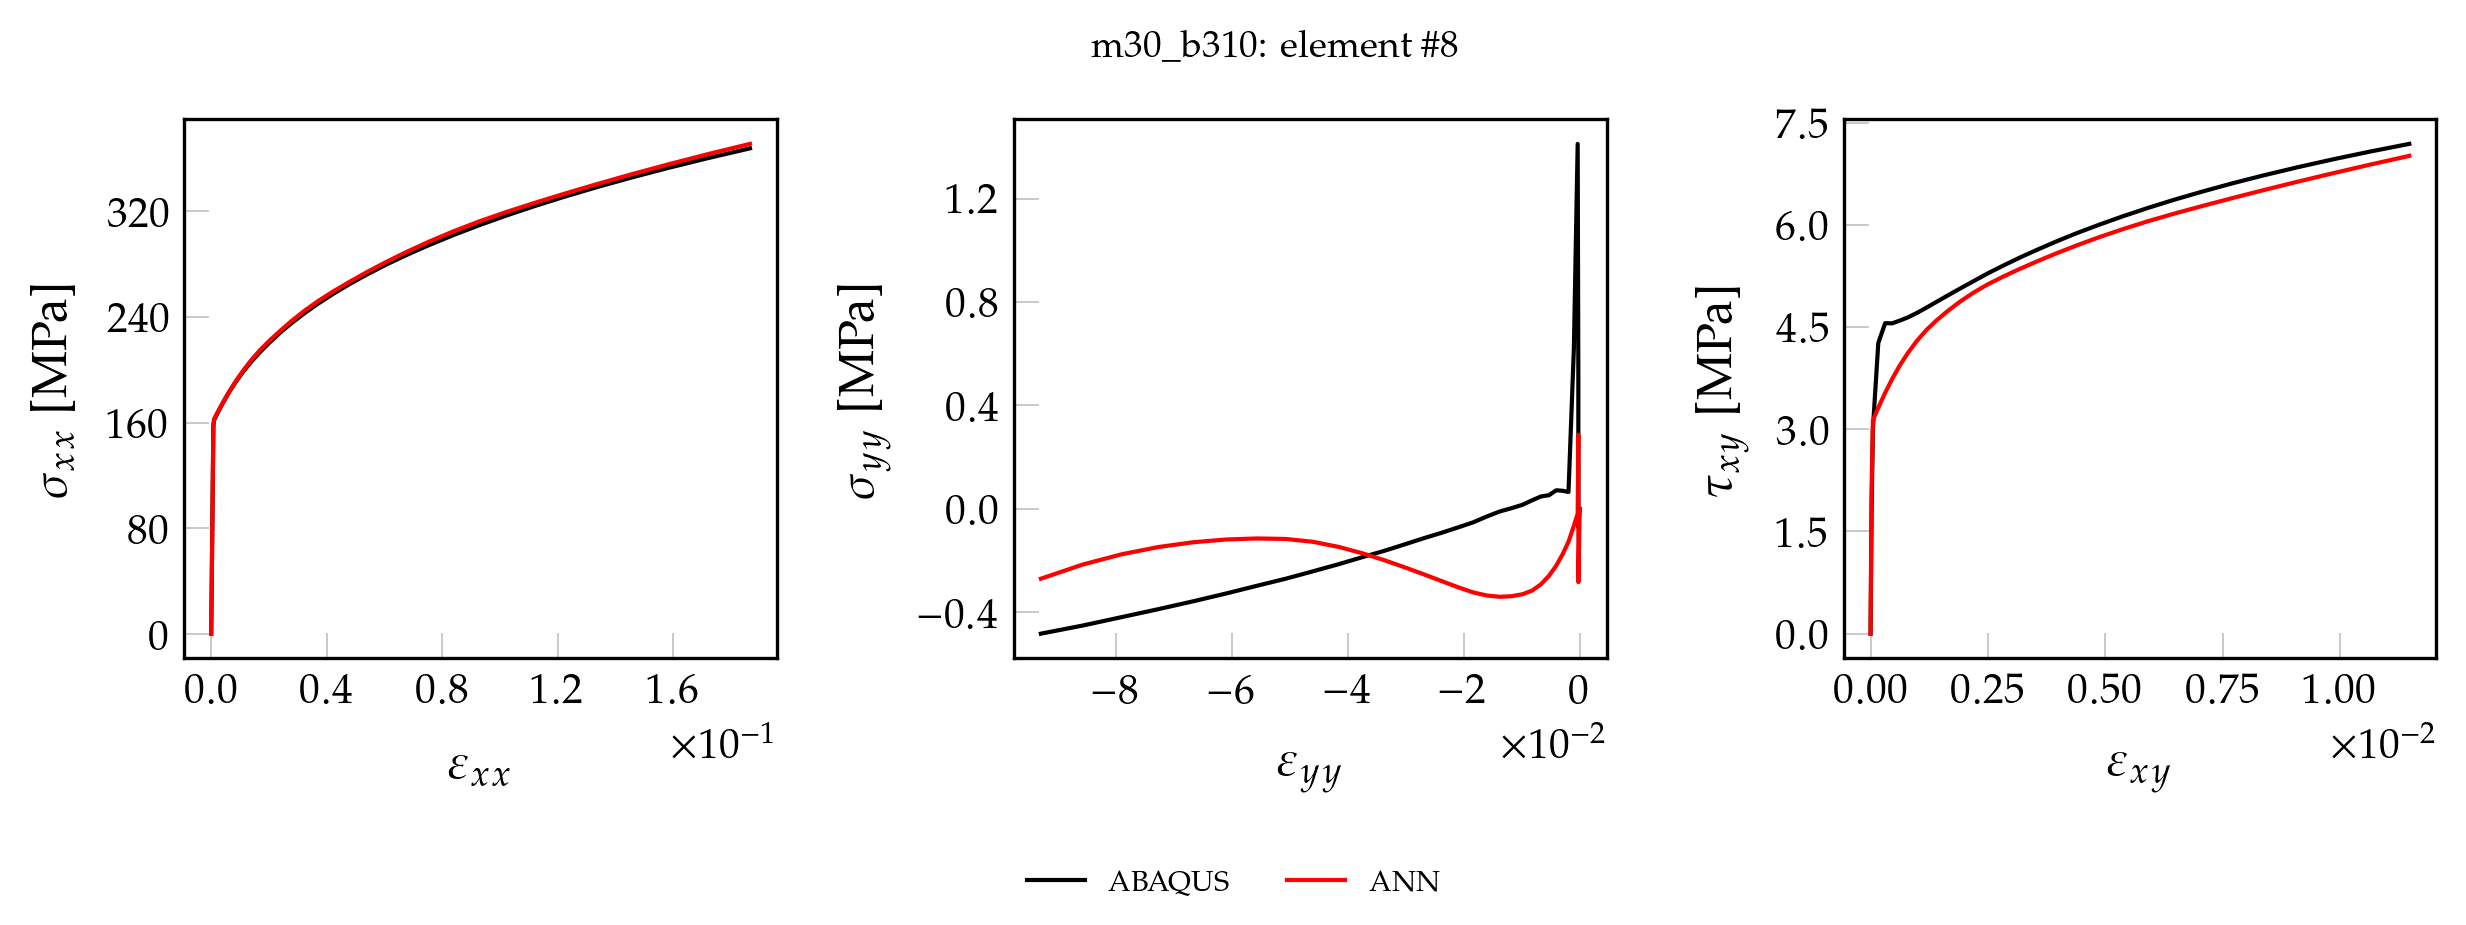 m30_b310: element #8
σxx [MPa]
320
240
160
80
0
0.0 0.4 0.8 1.2 1.6
×10−1
εxx
σyy [MPa]
1.2
0.8
0.4
0.0
−0.4
−8 −6 −4 −2 0
×10−2
εyy
τxy [MPa]
7.5
6.0
4.5
3.0
1.5
0.0
0.00 0.25 0.50 0.75 1.00
×10−2
εxy
ABAQUS ANN